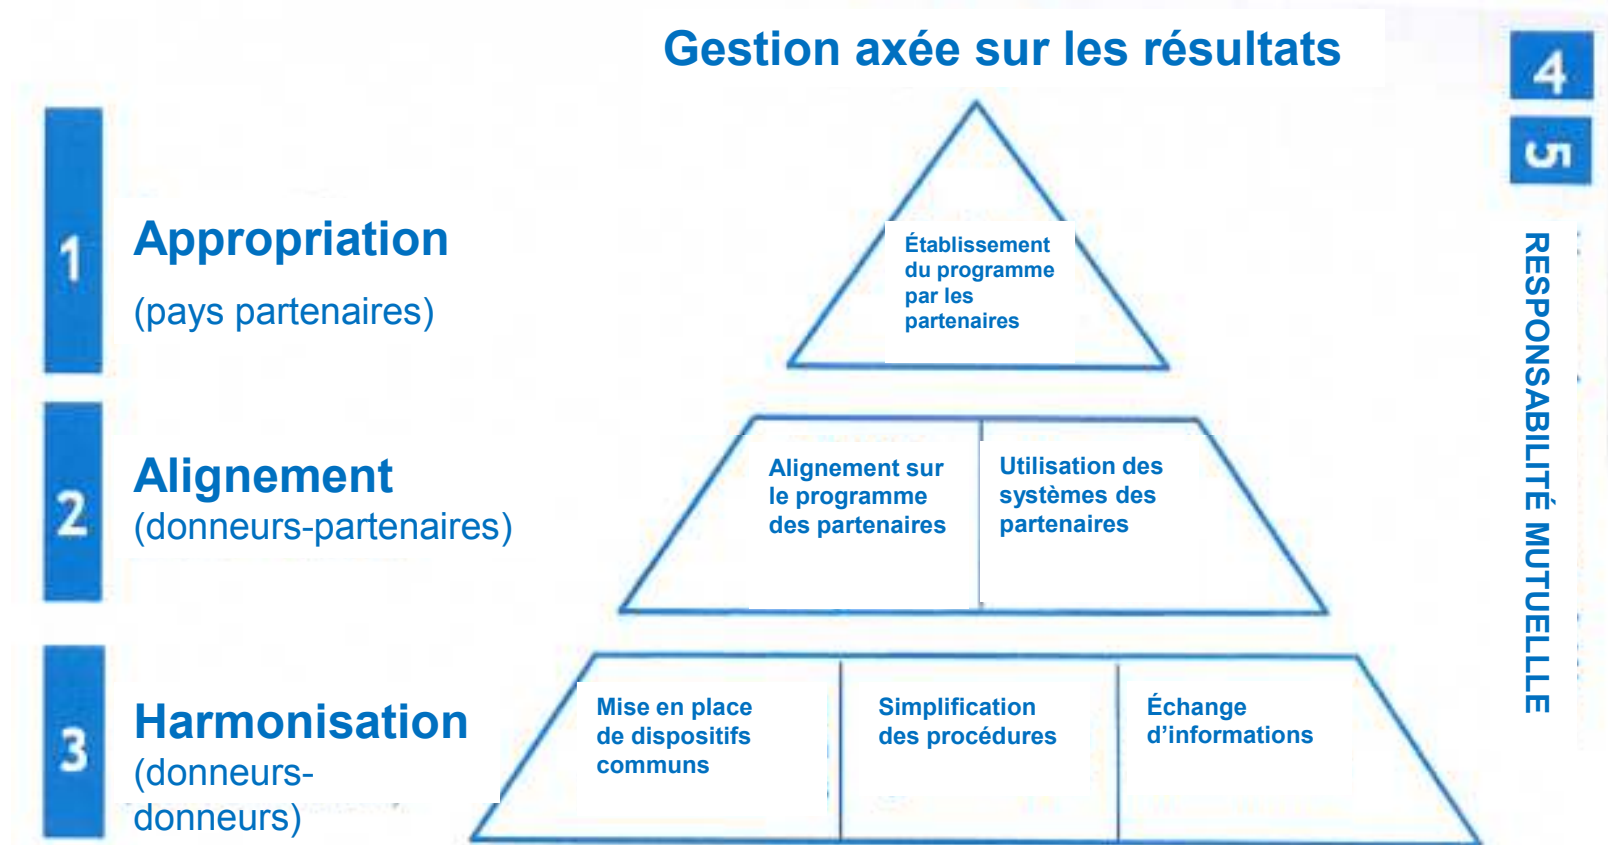 Gestion axée sur les résultats
4
5
RESPONSABILITÉ MUTUELLLE
1
Appropriation
(pays partenaires)
Établissement
du programme
par les
partenaires
2
Alignement
(donneurs-partenaires)
Alignement sur
le programme
des partenaires
Utilisation des
systèmes des
partenaires
3
Harmonisation
(donneurs-
donneurs)
Mise en place
de dispositifs
communs
Simplification
des procédures
Échange
d’informations